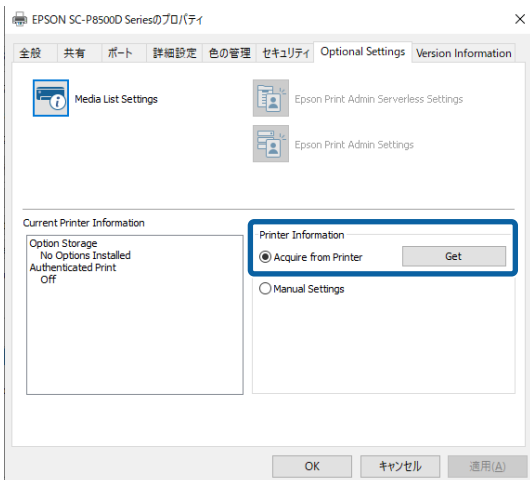 EPSON SC-P8500D Seriesのプロパティ
全般 共有 ポート 詳細設定 色の管理 セキュリティ Optional Settings Version Information
Media List Settings
Epson Print Admin Serverless Settings
Epson Print Admin Settings
Current Printer Information
Option Storage
No Options Installed
Authenticated Print
Off
Printer Information
Acquire from Printer Get
Manual Settings
OK キャンセル 適用(A)